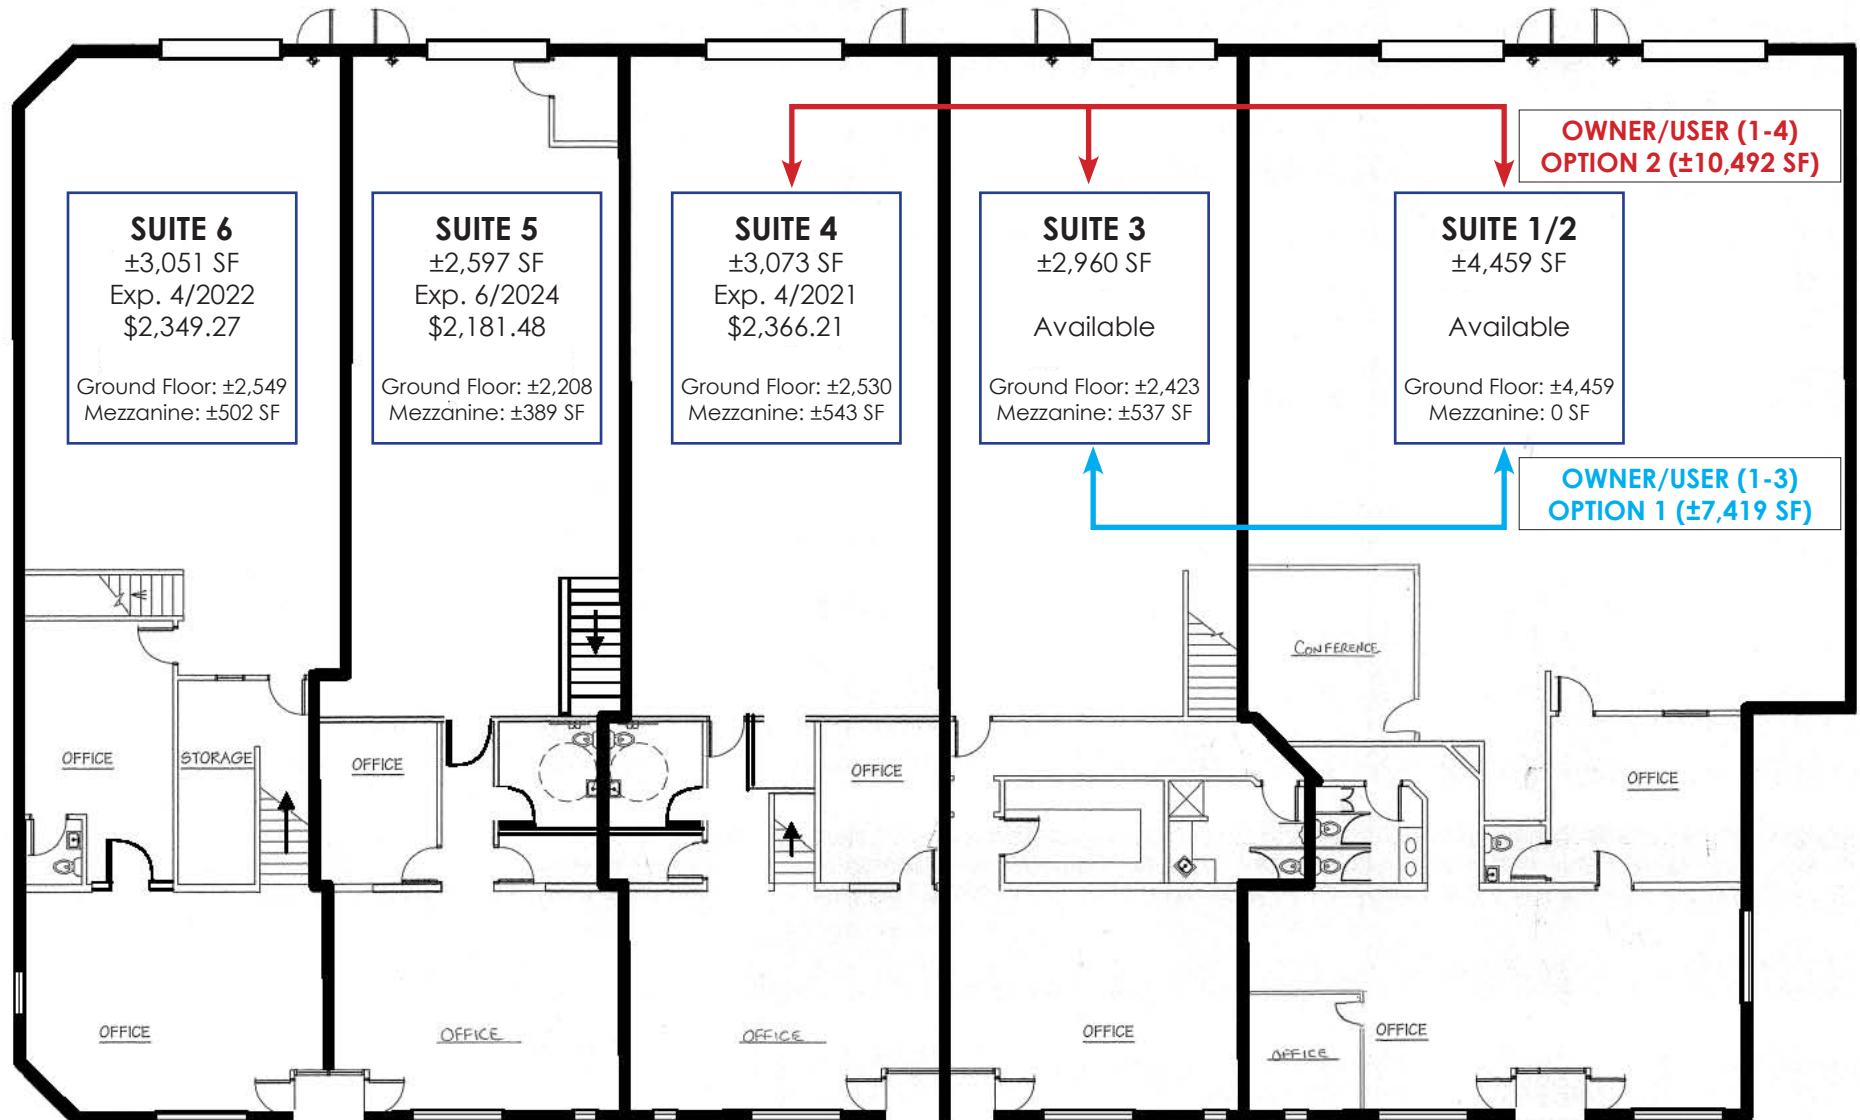 OWNER/USER (1-4)
OPTION 2 (±10,492 SF)
SUITE 6
±3,051 SF
Exp. 4/2022
$2,349.27
Ground Floor: ±2,549
Mezzanine: ±502 SF
SUITE 5
±2,597 SF
Exp. 6/2024
$2,181.48
Ground Floor: ±2,208
Mezzanine: ±389 SF
SUITE 4
±3,073 SF
Exp. 4/2021
$2,366.21
Ground Floor: ±2,530
Mezzanine: ±543 SF
SUITE 3
±2,960 SF
Available
Ground Floor: ±2,423
Mezzanine: ±537 SF
SUITE 1/2
±4,459 SF
Available
Ground Floor: ±4,459
Mezzanine: 0 SF
OWNER/USER (1-3)
OPTION 1 (±7,419 SF)
CONFERENCE
OFFICE
STORAGE
OFFICE
OFFICE
OFFICE
OFFICE
OFFICE
OFFICE
OFFICE
OFFICE
OFFICE